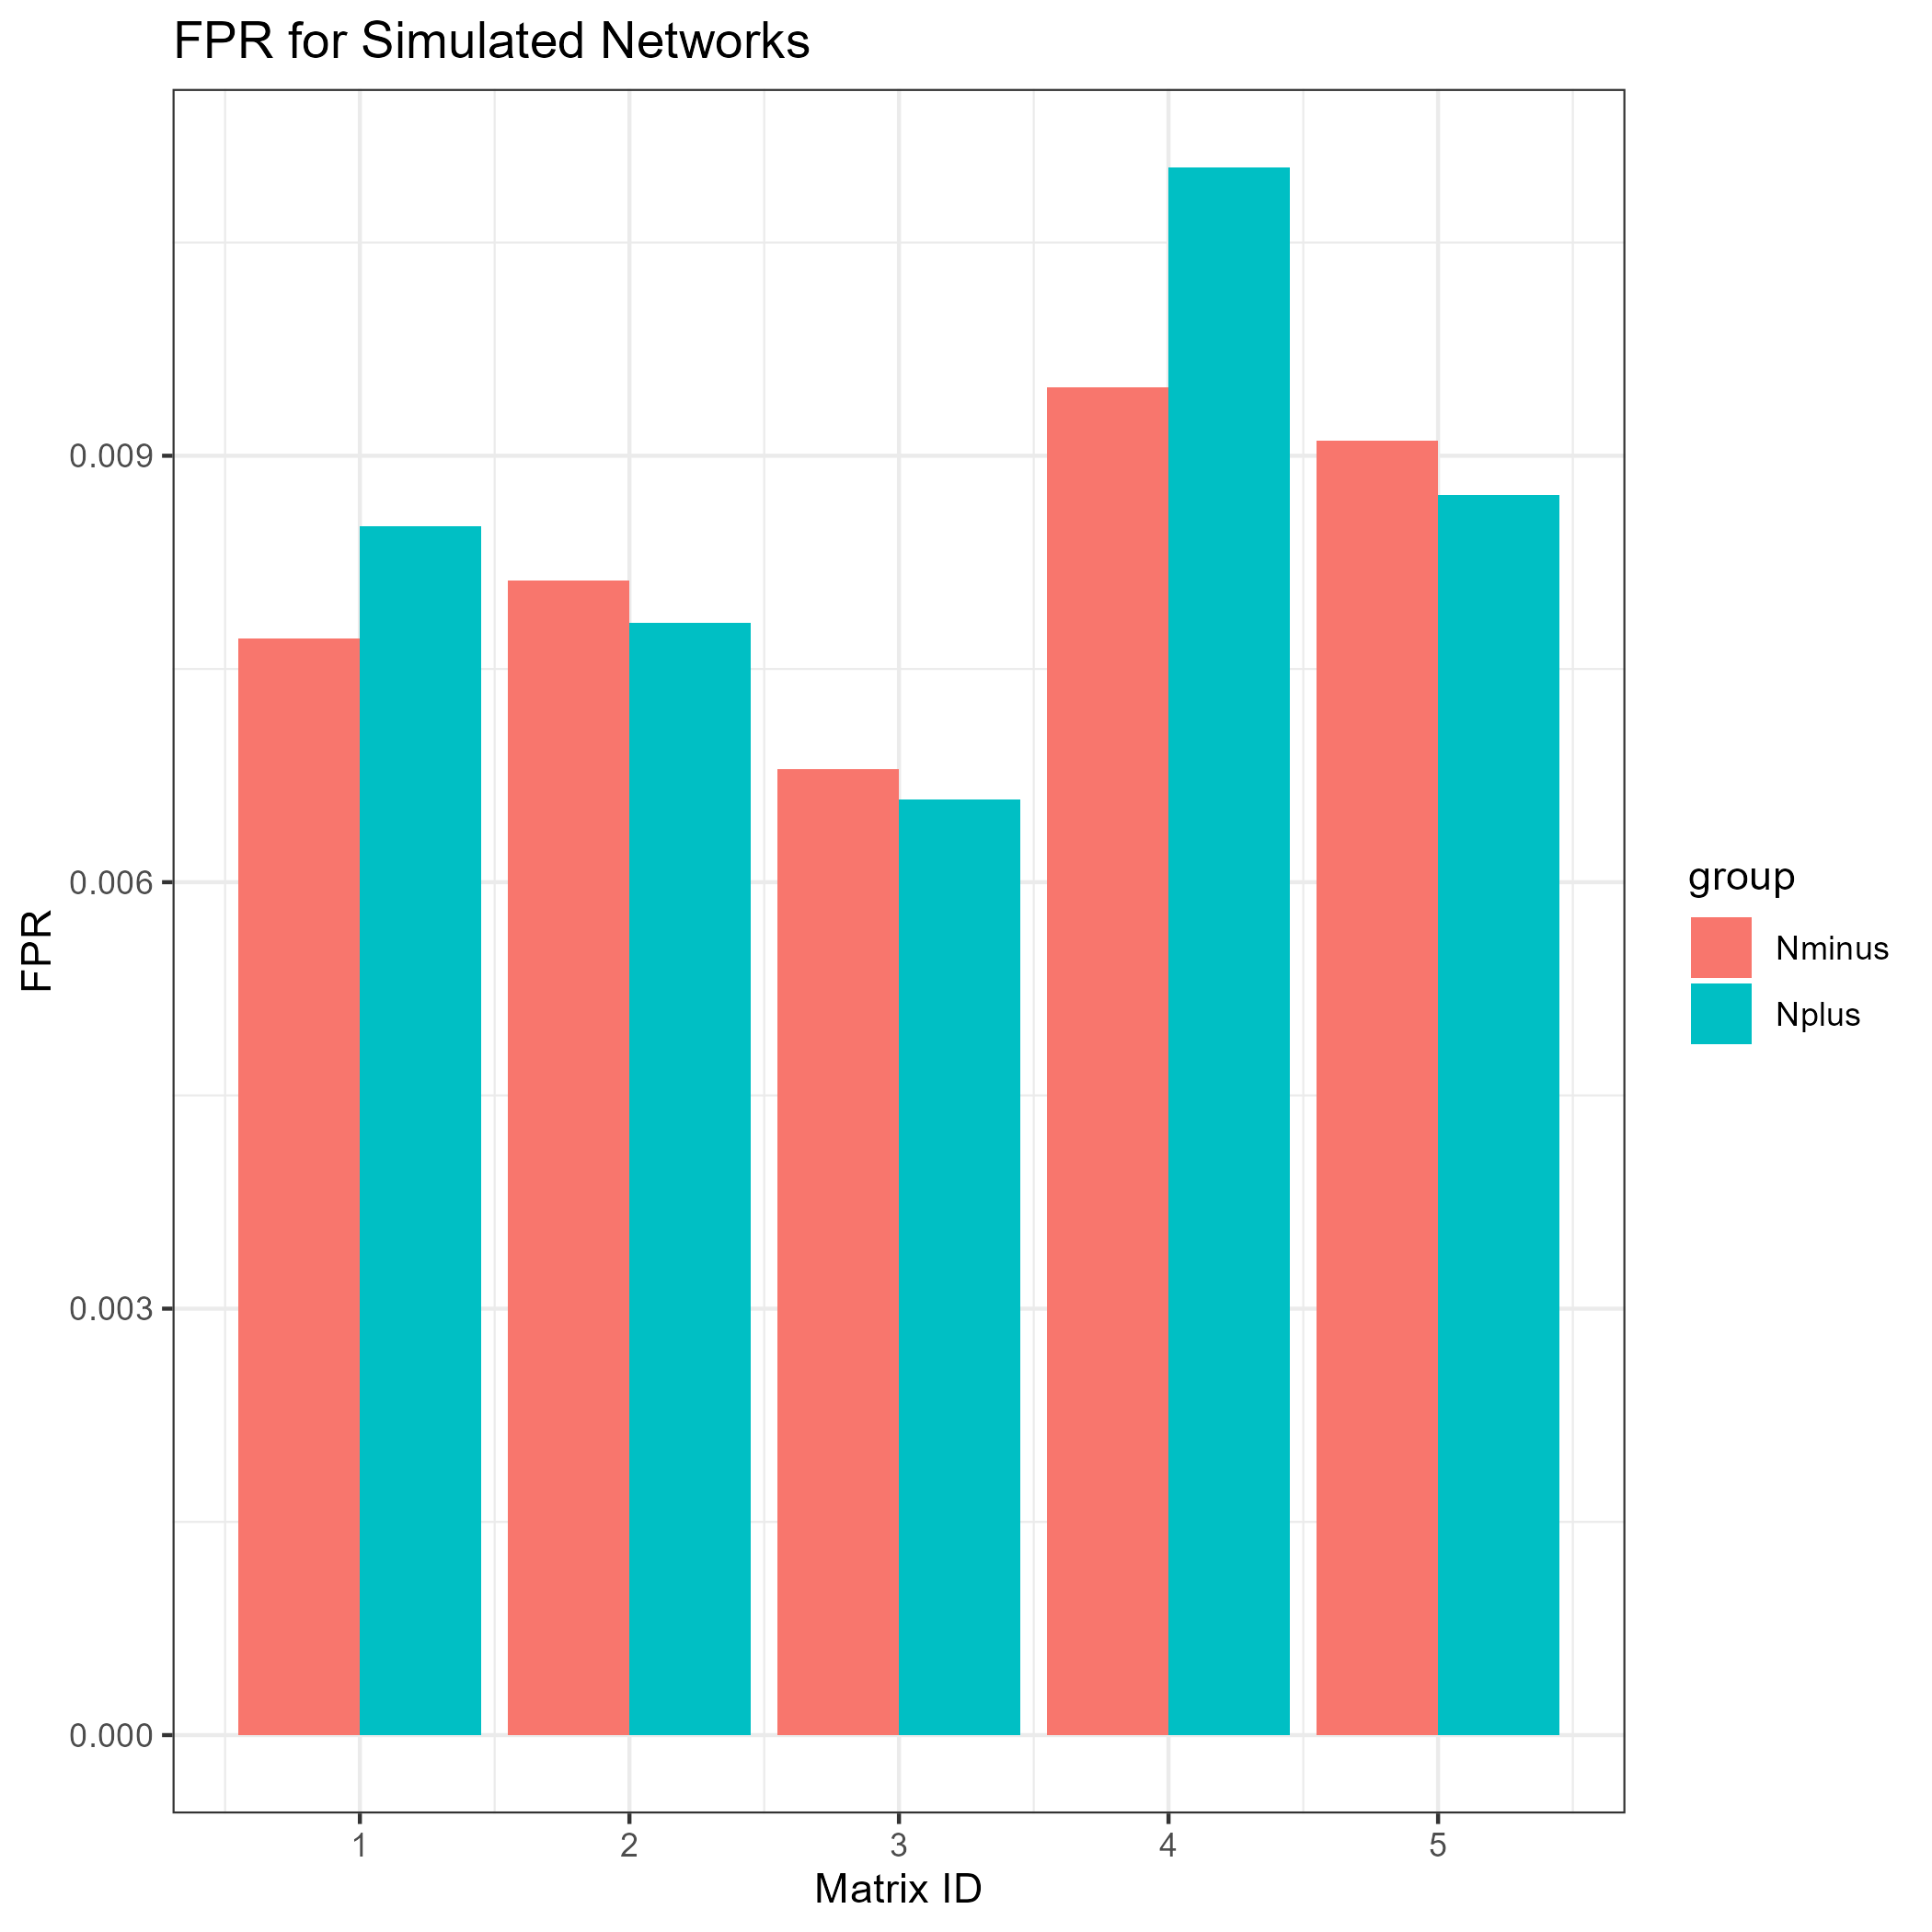 FPR for Simulated Networks
FPR
0.009
0.006
0.003
0.000
1 2 3 4 5
Matrix ID
group
Nminus
Nplus